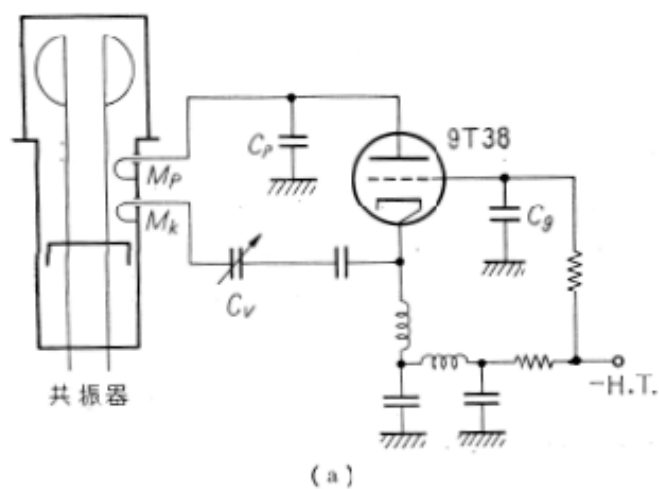 9T38
Cp
Mp
Mk
Cg
Cv
共振器
-H.T.
(a)